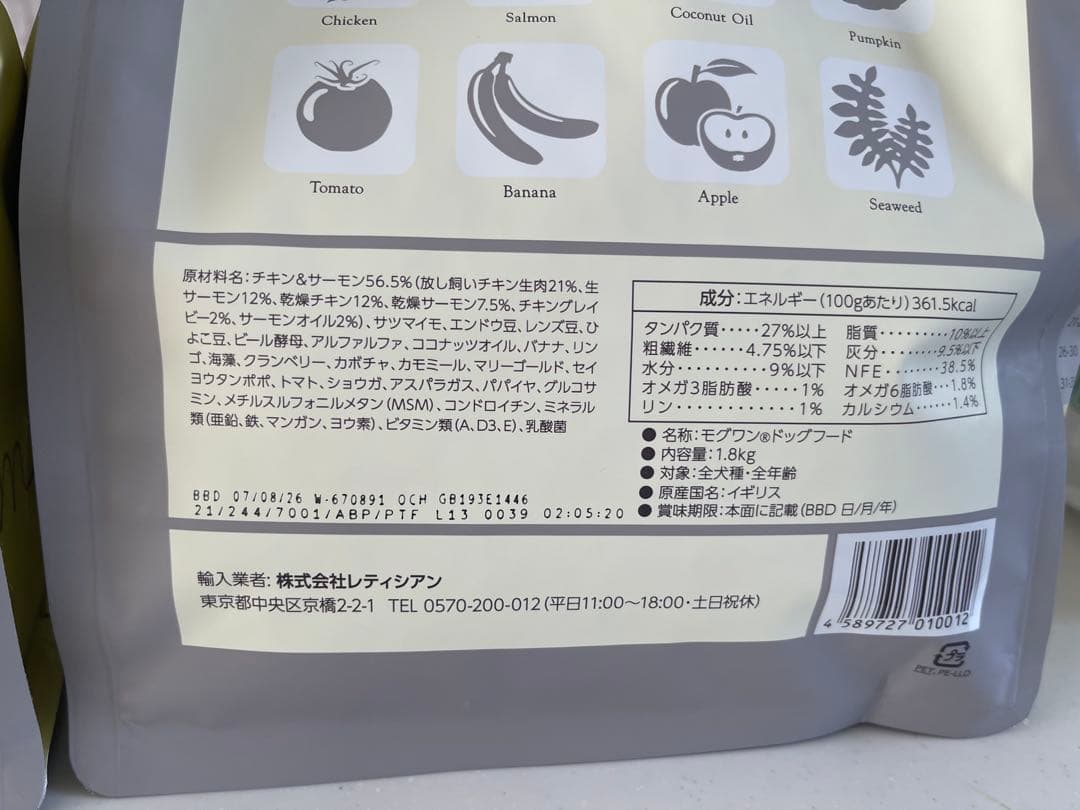 Chicken
Salmon
Coconut Oil
Pumpkin
Tomato
Banana
Apple
Seaweed
原材料名:チキン&サーモン56.5%(放し飼いチキン生肉21%、生
サーモン12%、乾燥チキン12%、乾燥サーモン7.5%、チキングレイ
ビー2%、サーモンオイル2%)、サツマイモ、エンドウ豆、レンズ豆、ひ
よこ豆、ビール酵母、アルファルファ、ココナッツオイル、バナナ、リン
ゴ、海藻、クランベリー、カボチャ、カモミール、マリーゴールド、セイ
ヨウタンポポ、トマト、ショウガ、アスパラガス、パパイヤ、グルコサ
ミン、メチルスルフォニルメタン(MSM)、コンドロイチン、ミネラル
類(亜鉛、鉄、マンガン、ヨウ素)、ビタミン類(A、D3、E)、乳酸菌
BBD 07/08/26 W-670891 OCH GB193E1446
21/244/7001/ABP/PTF L13 0039 02:05:20
成分:エネルギー(100gあたり)361.5kcal
タンパク質・・・・・27%以上 脂質・・・・・・・・・10%以上
粗繊維・・・・・・4.75%以下 灰分・・・・・・・・9.5%以下
水分・・・・・・・・・・9%以下 NFE・・・・・・・・38.5%
オメガ3脂肪酸・・・・1% オメガ6脂肪酸・・・1.8%
リン・・・・・・・・・・・・1% カルシウム・・・・・・1.4%
● 名称:モグワン®ドッグフード
● 内容量:1.8kg
● 対象:全犬種・全年齢
● 原産国名:イギリス
● 賞味期限:本面に記載(BBD 日/月/年)
輸入業者: 株式会社レティシアン
東京都中央区京橋2-2-1 TEL 0570-200-012(平日11:00〜18:00・土日祝休)
4 589727 010012
プラ
PET, PE-LLD